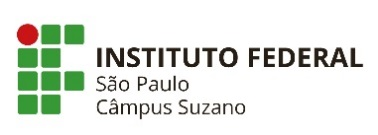 INSTITUTO FEDERAL
São Paulo
Câmpus Suzano